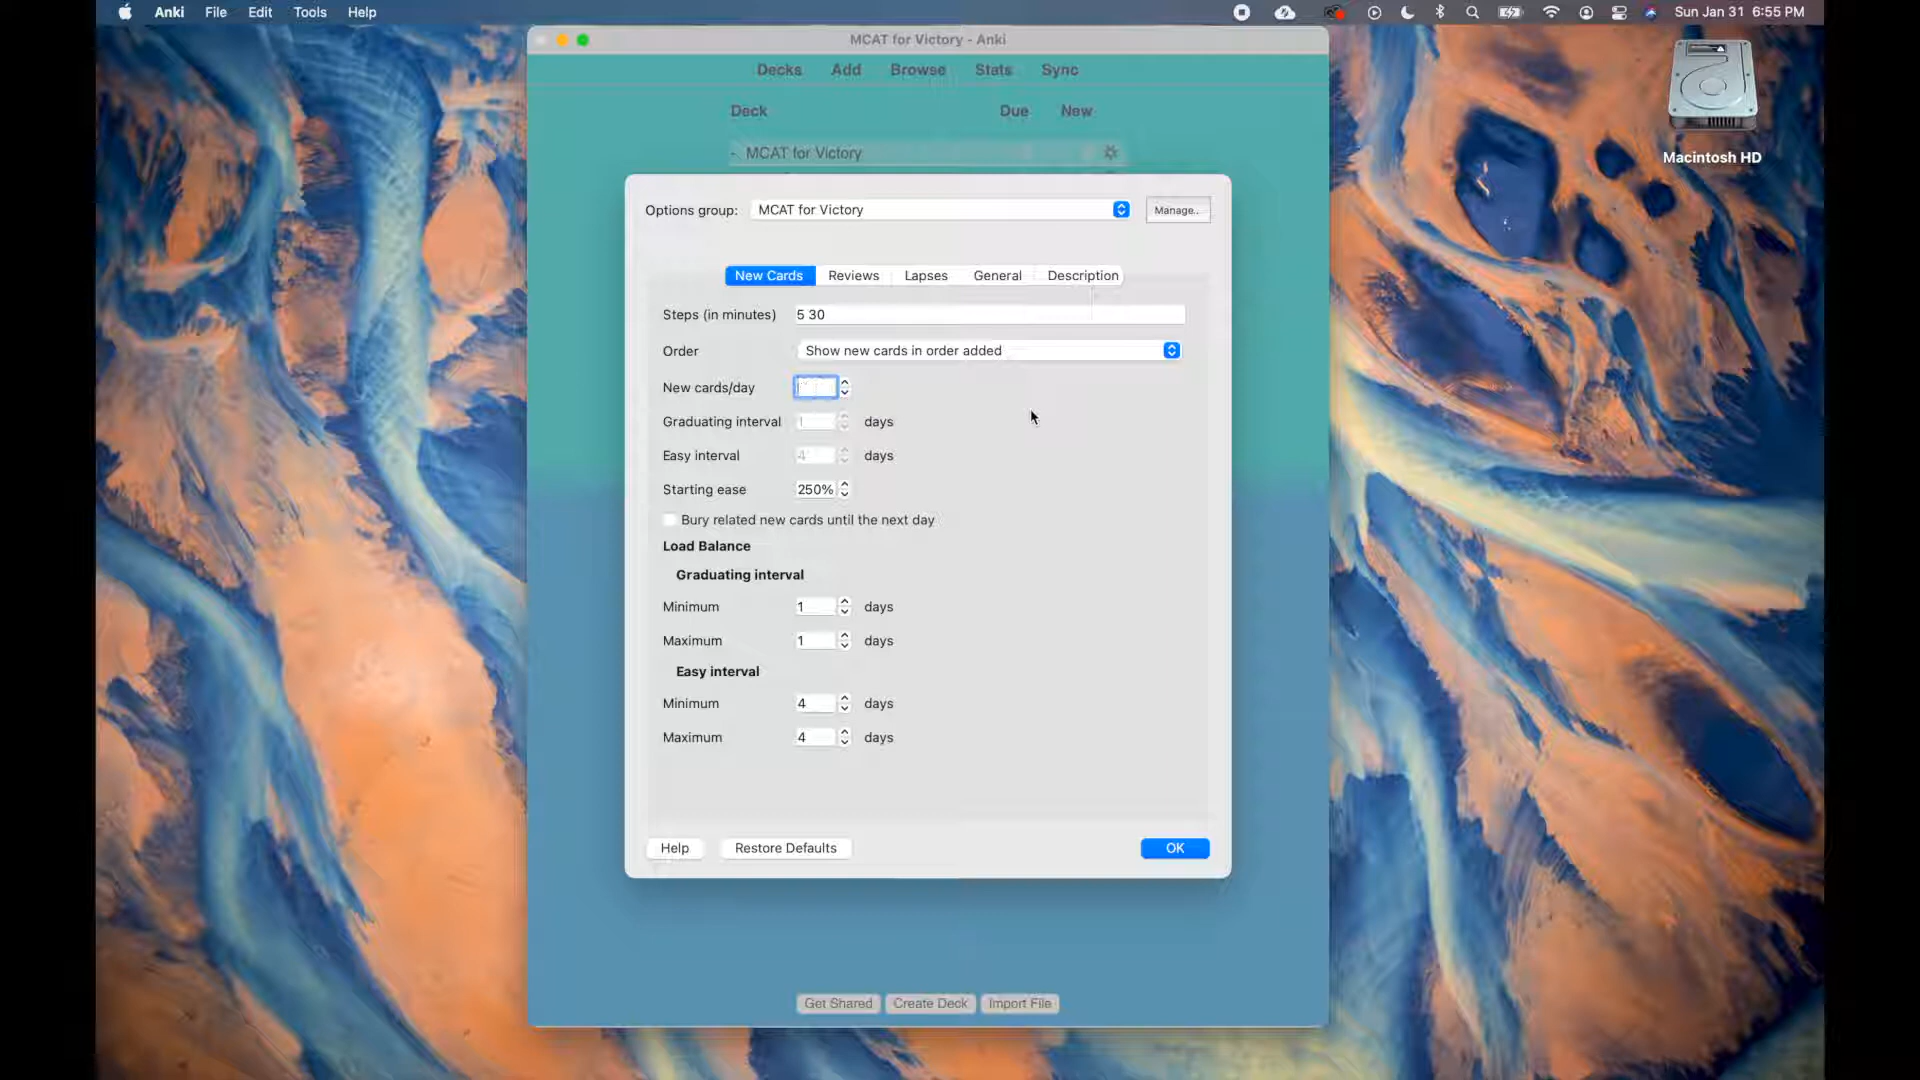 Anki File Edit Tools Help Sun Jan 31 6:55 PM
MCAT for Victory - Anki
Decks Add Browse Stats Sync
Deck Due New
- MCAT for Victory
Macintosh HD
Options group: MCAT for Victory Manage..
New Cards Reviews Lapses General Description
Steps (in minutes) 5 30
Order Show new cards in order added
New cards/day
Graduating interval 1 days
Easy interval 4 days
Starting ease 250%
Bury related new cards until the next day
Load Balance
Graduating interval
Minimum 1 days
Maximum 1 days
Easy interval
Minimum 4 days
Maximum 4 days
Help Restore Defaults OK
Get Shared Create Deck Import File